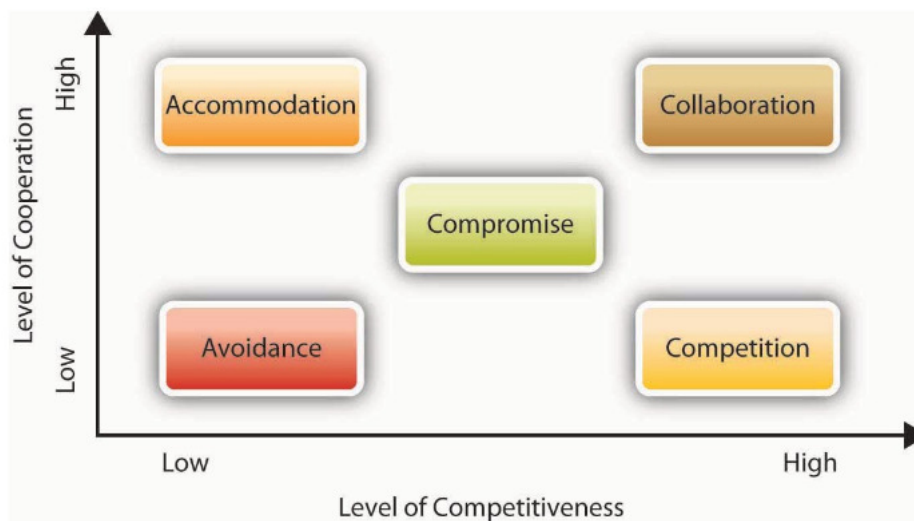 High
Accommodation
Collaboration
Level of Cooperation
Compromise
Low
Avoidance
Competition
Low
High
Level of Competitiveness